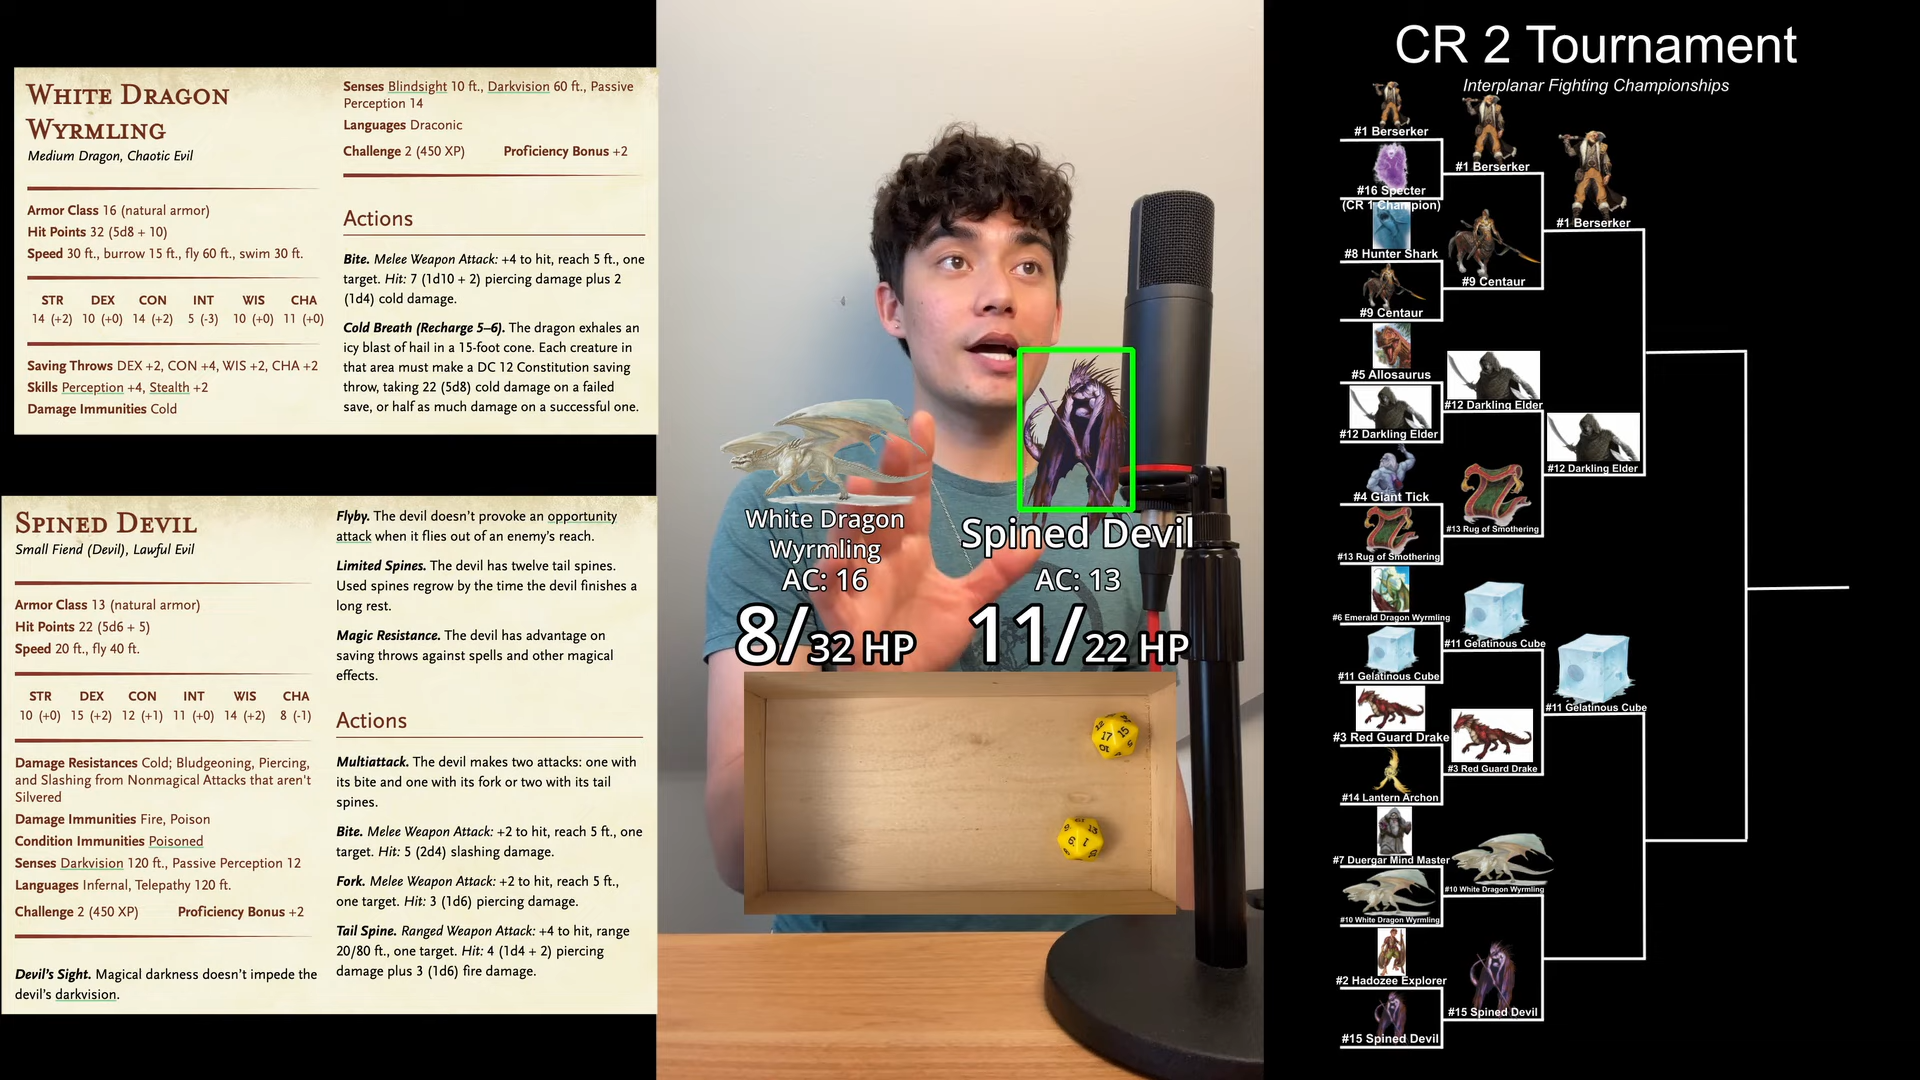 White Dragon
Wyrmling
Medium Dragon, Chaotic Evil
Armor Class 16 (natural armor)
Hit Points 32 (5d8 + 10)
Speed 30 ft., burrow 15 ft., fly 60 ft., swim 30 ft.
STR DEX CON INT WIS CHA
14 (+2) 10 (+0) 14 (+2) 5 (-3) 10 (+0) 11 (+0)
Saving Throws DEX +2, CON +4, WIS +2, CHA +2
Skills Perception +4, Stealth +2
Damage Immunities Cold
Senses Blindsight 10 ft., Darkvision 60 ft., Passive
Perception 14
Languages Draconic
Challenge 2 (450 XP) Proficiency Bonus +2
Actions
Bite. Melee Weapon Attack: +4 to hit, reach 5 ft., one
target. Hit: 7 (1d10 + 2) piercing damage plus 2
(1d4) cold damage.
Cold Breath (Recharge 5–6). The dragon exhales an
icy blast of hail in a 15-foot cone. Each creature in
that area must make a DC 12 Constitution saving
throw, taking 22 (5d8) cold damage on a failed
save, or half as much damage on a successful one.
Spined Devil
Small Fiend (Devil), Lawful Evil
Armor Class 13 (natural armor)
Hit Points 22 (5d6 + 5)
Speed 20 ft., fly 40 ft.
STR DEX CON INT WIS CHA
10 (+0) 15 (+2) 12 (+1) 11 (+0) 14 (+2) 8 (-1)
Damage Resistances Cold; Bludgeoning, Piercing,
and Slashing from Nonmagical Attacks that aren't
Silvered
Damage Immunities Fire, Poison
Condition Immunities Poisoned
Senses Darkvision 120 ft., Passive Perception 12
Languages Infernal, Telepathy 120 ft.
Challenge 2 (450 XP) Proficiency Bonus +2
Devil's Sight. Magical darkness doesn't impede the
devil's darkvision.
Flyby. The devil doesn't provoke an opportunity
attack when it flies out of an enemy's reach.
Limited Spines. The devil has twelve tail spines.
Used spines regrow by the time the devil finishes a
long rest.
Magic Resistance. The devil has advantage on
saving throws against spells and other magical
effects.
Actions
Multiattack. The devil makes two attacks: one with
its bite and one with its fork or two with its tail
spines.
Bite. Melee Weapon Attack: +2 to hit, reach 5 ft., one
target. Hit: 5 (2d4) slashing damage.
Fork. Melee Weapon Attack: +2 to hit, reach 5 ft.,
one target. Hit: 3 (1d6) piercing damage.
Tail Spine. Ranged Weapon Attack: +4 to hit, range
20/80 ft., one target. Hit: 4 (1d4 + 2) piercing
damage plus 3 (1d6) fire damage.
White Dragon
Wyrmling
AC: 16
8/32 HP
Spined Devil
AC: 13
11/22 HP
17
15
CR 2 Tournament
Interplanar Fighting Championships
#1 Berserker
#16 Specter
(CR 1 Champion)
#8 Hunter Shark
#9 Centaur
#5 Allosaurus
#12 Darkling Elder
#4 Giant Tick
#13 Rug of Smothering
#6 Emerald Dragon Wyrmling
#11 Gelatinous Cube
#3 Red Guard Drake
#14 Lantern Archon
#7 Duergar Mind Master
#10 White Dragon Wyrmling
#2 Hadozee Explorer
#15 Spined Devil
#1 Berserker
#9 Centaur
#12 Darkling Elder
#13 Rug of Smothering
#11 Gelatinous Cube
#3 Red Guard Drake
#10 White Dragon Wyrmling
#15 Spined Devil
#1 Berserker
#12 Darkling Elder
#11 Gelatinous Cube